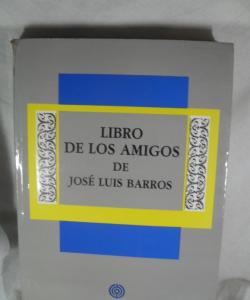 LIBRO
DE LOS AMIGOS
DE
JOSÉ LUIS BARROS